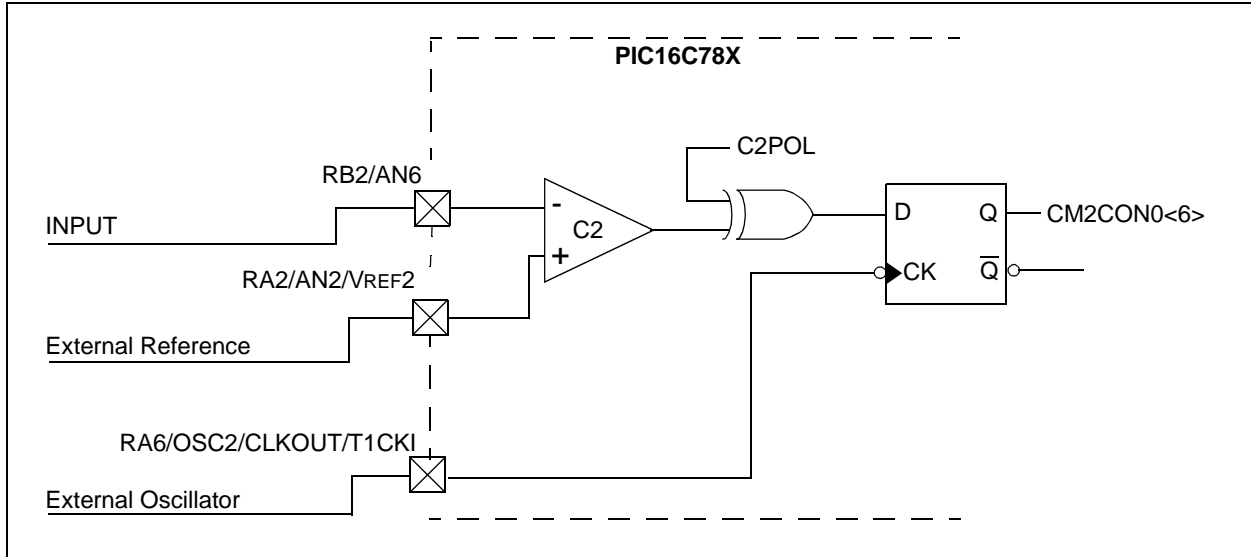 PIC16C78X
C2POL
RB2/AN6
INPUT
-
C2
+
D
Q
CM2CON0<6>
RA2/AN2/VREF2
CK
Q̅
External Reference
RA6/OSC2/CLKOUT/T1CKI
External Oscillator